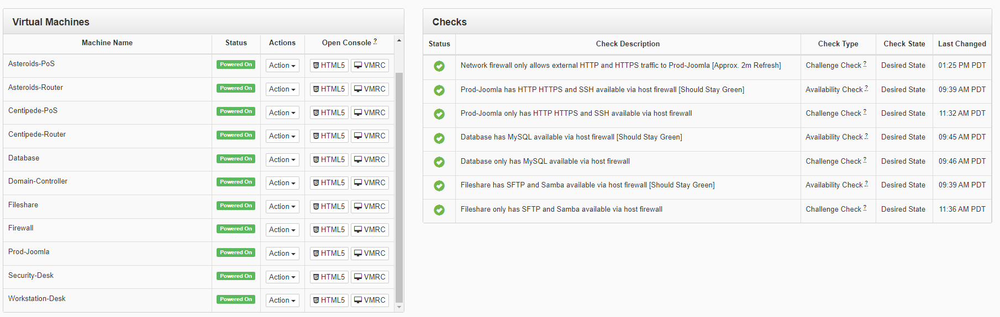 Virtual Machines
Machine Name Status Actions Open Console ?
Asteroids-PoS Powered On Action HTML5 VMRC
Asteroids-Router Powered On Action HTML5 VMRC
Centipede-PoS Powered On Action HTML5 VMRC
Centipede-Router Powered On Action HTML5 VMRC
Database Powered On Action HTML5 VMRC
Domain-Controller Powered On Action HTML5 VMRC
Fileshare Powered On Action HTML5 VMRC
Firewall Powered On Action HTML5 VMRC
Prod-Joomla Powered On Action HTML5 VMRC
Security-Desk Powered On Action HTML5 VMRC
Workstation-Desk Powered On Action HTML5 VMRC
Checks
Status Check Description Check Type Check State Last Changed
Network firewall only allows external HTTP and HTTPS traffic to Prod-Joomla [Approx. 2m Refresh] Challenge Check ? Desired State 01:25 PM PDT
Prod-Joomla has HTTP HTTPS and SSH available via host firewall [Should Stay Green] Availability Check ? Desired State 09:39 AM PDT
Prod-Joomla only has HTTP HTTPS and SSH available via host firewall Challenge Check ? Desired State 11:32 AM PDT
Database has MySQL available via host firewall [Should Stay Green] Availability Check ? Desired State 09:45 AM PDT
Database only has MySQL available via host firewall Challenge Check ? Desired State 09:46 AM PDT
Fileshare has SFTP and Samba available via host firewall [Should Stay Green] Availability Check ? Desired State 09:39 AM PDT
Fileshare only has SFTP and Samba available via host firewall Challenge Check ? Desired State 11:36 AM PDT